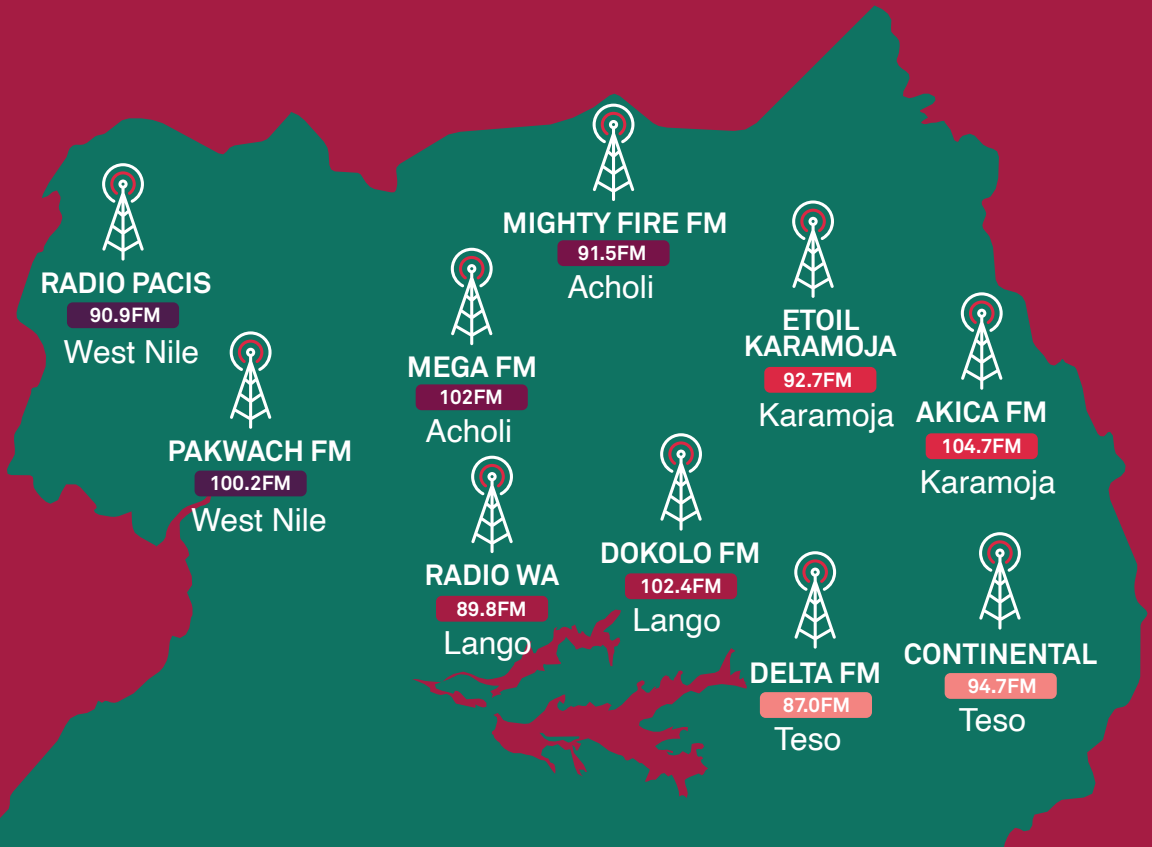 MIGHTY FIRE FM
91.5FM
Acholi
RADIO PACIS
90.9FM
West Nile
MEGA FM
102FM
Acholi
ETOIL
KARAMOJA
92.7FM
Karamoja
AKICA FM
104.7FM
Karamoja
PAKWACH FM
100.2FM
West Nile
RADIO WA
89.8FM
Lango
DOKOLO FM
102.4FM
Lango
DELTA FM
87.0FM
Teso
CONTINENTAL
94.7FM
Teso